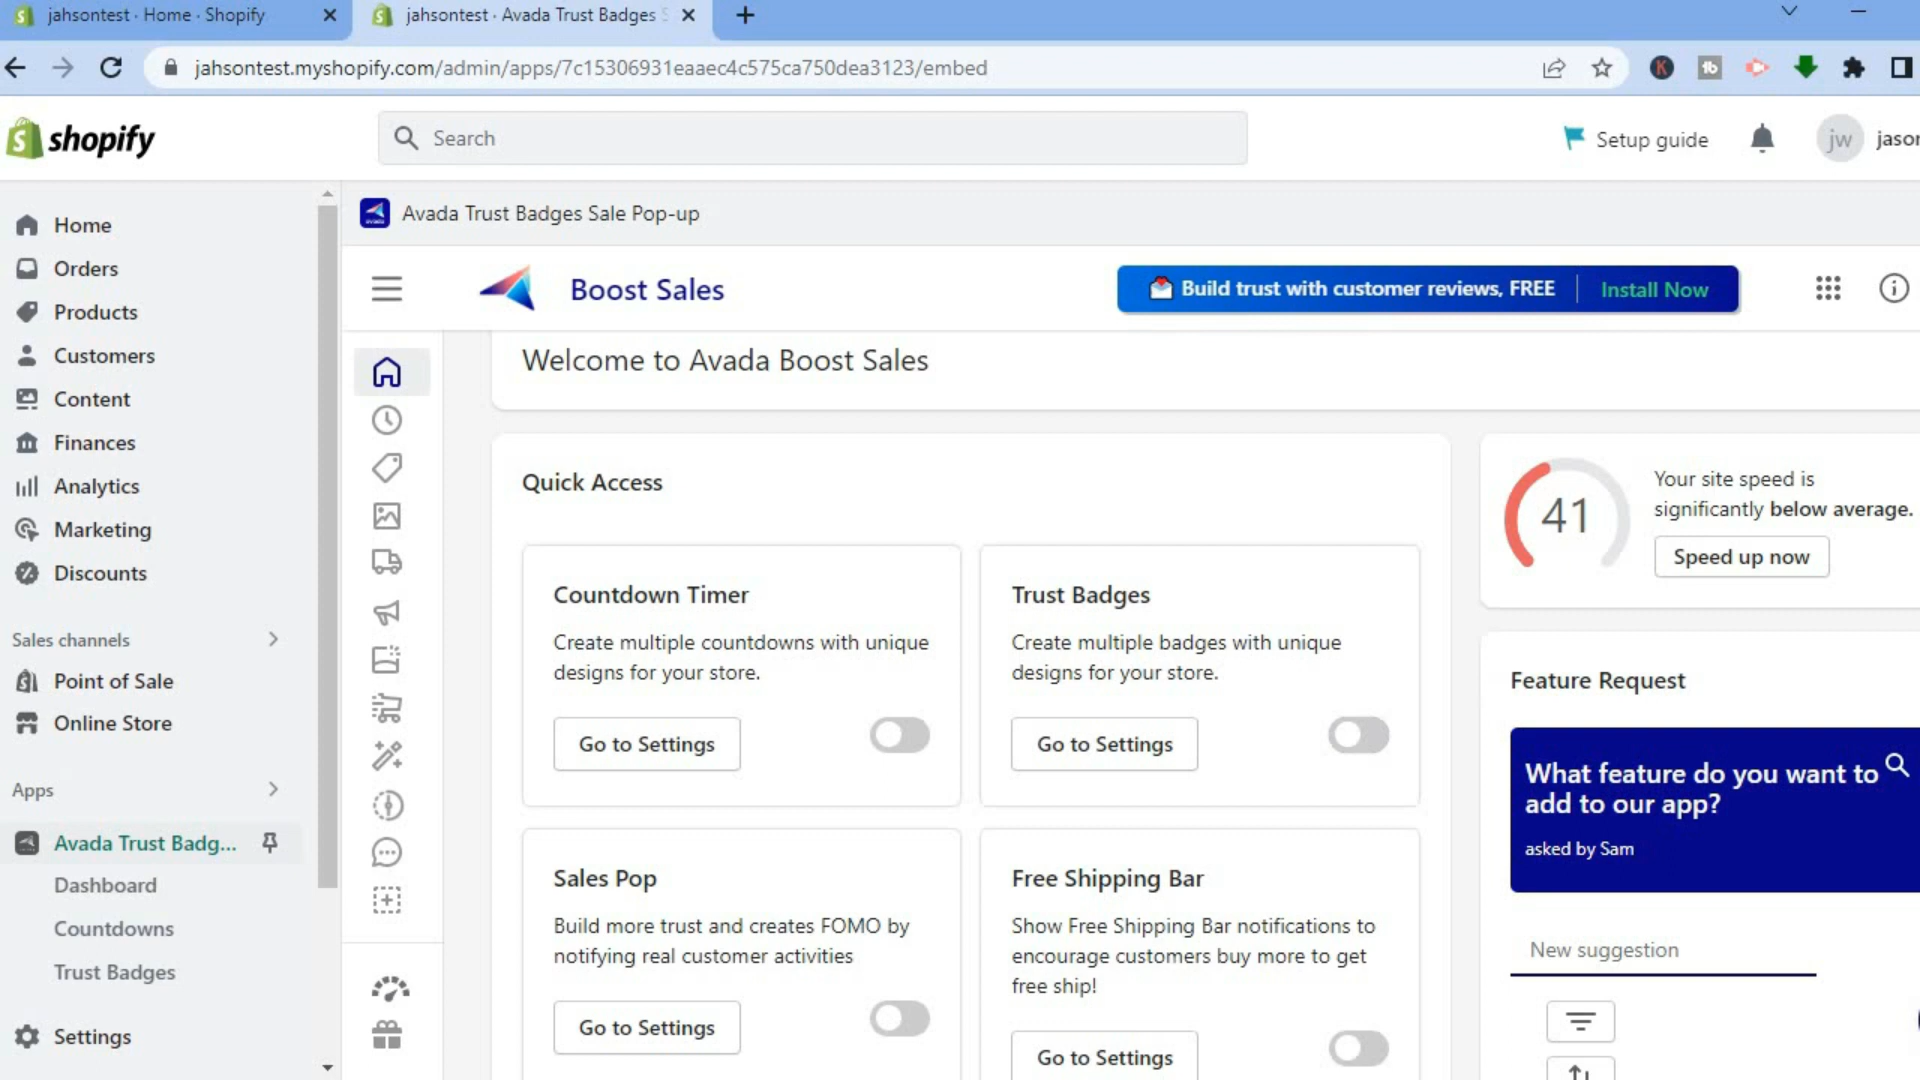 jahsontest · Home · Shopify
jahsontest · Avada Trust Badges S
jahsontest.myshopify.com/admin/apps/7c15306931eaaec4c575ca750dea3123/embed
shopify
Search
Setup guide
jw
jason
Home
Orders
Products
Customers
Content
Finances
Analytics
Marketing
Discounts
Sales channels
Point of Sale
Online Store
Apps
Avada Trust Badg...
Dashboard
Countdowns
Trust Badges
Settings
Avada Trust Badges Sale Pop-up
Boost Sales
Build trust with customer reviews, FREE
Install Now
Welcome to Avada Boost Sales
Quick Access
Countdown Timer
Create multiple countdowns with unique
designs for your store.
Go to Settings
Trust Badges
Create multiple badges with unique
designs for your store.
Go to Settings
Sales Pop
Build more trust and creates FOMO by
notifying real customer activities
Go to Settings
Free Shipping Bar
Show Free Shipping Bar notifications to
encourage customers buy more to get
free ship!
Go to Settings
41
Your site speed is
significantly below average.
Speed up now
Feature Request
What feature do you want to
add to our app?
asked by Sam
New suggestion